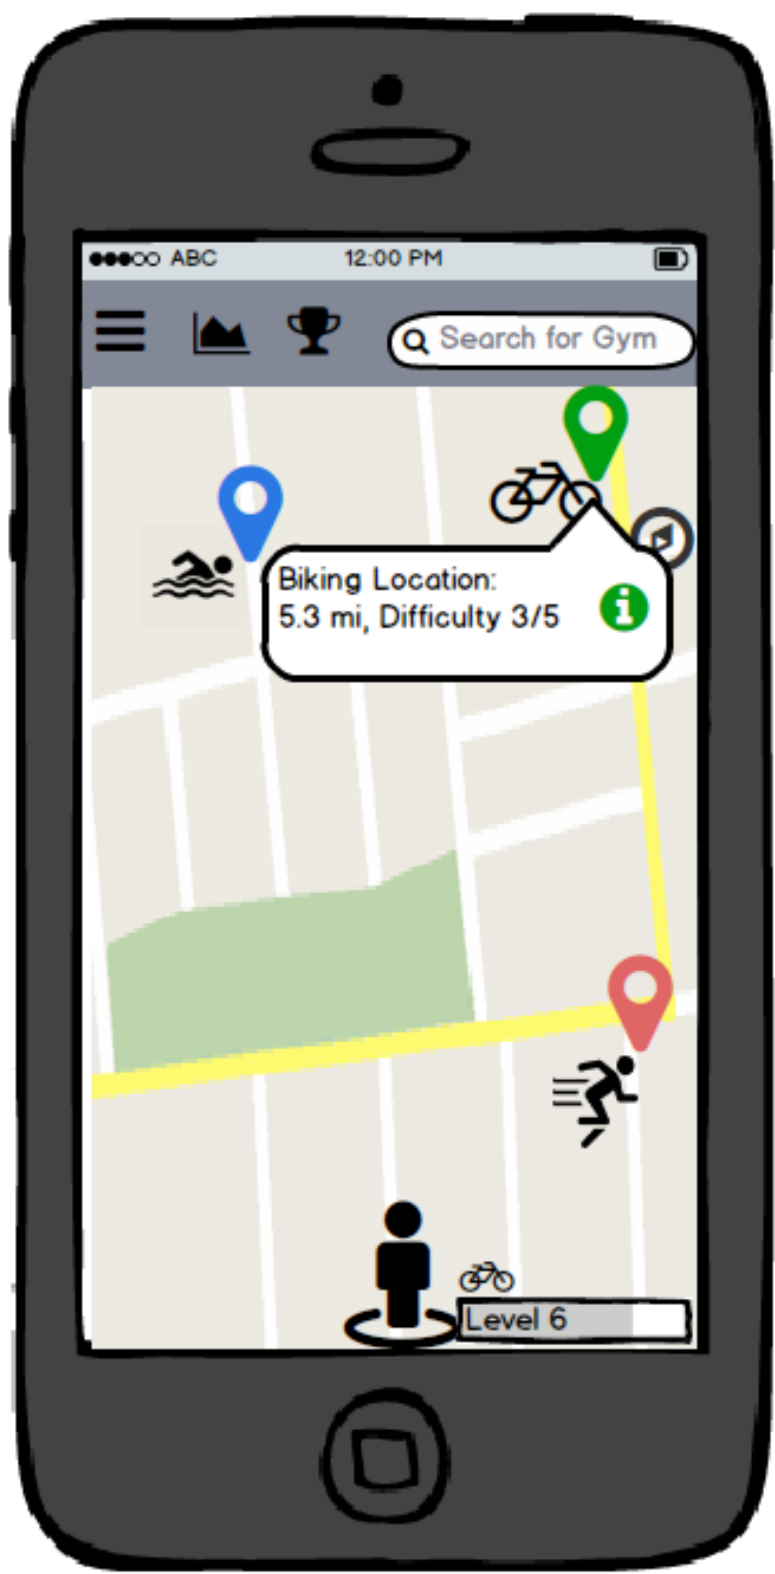 ABC 12:00 PM
Search for Gym
Biking Location:
5.3 mi, Difficulty 3/5
Level 6